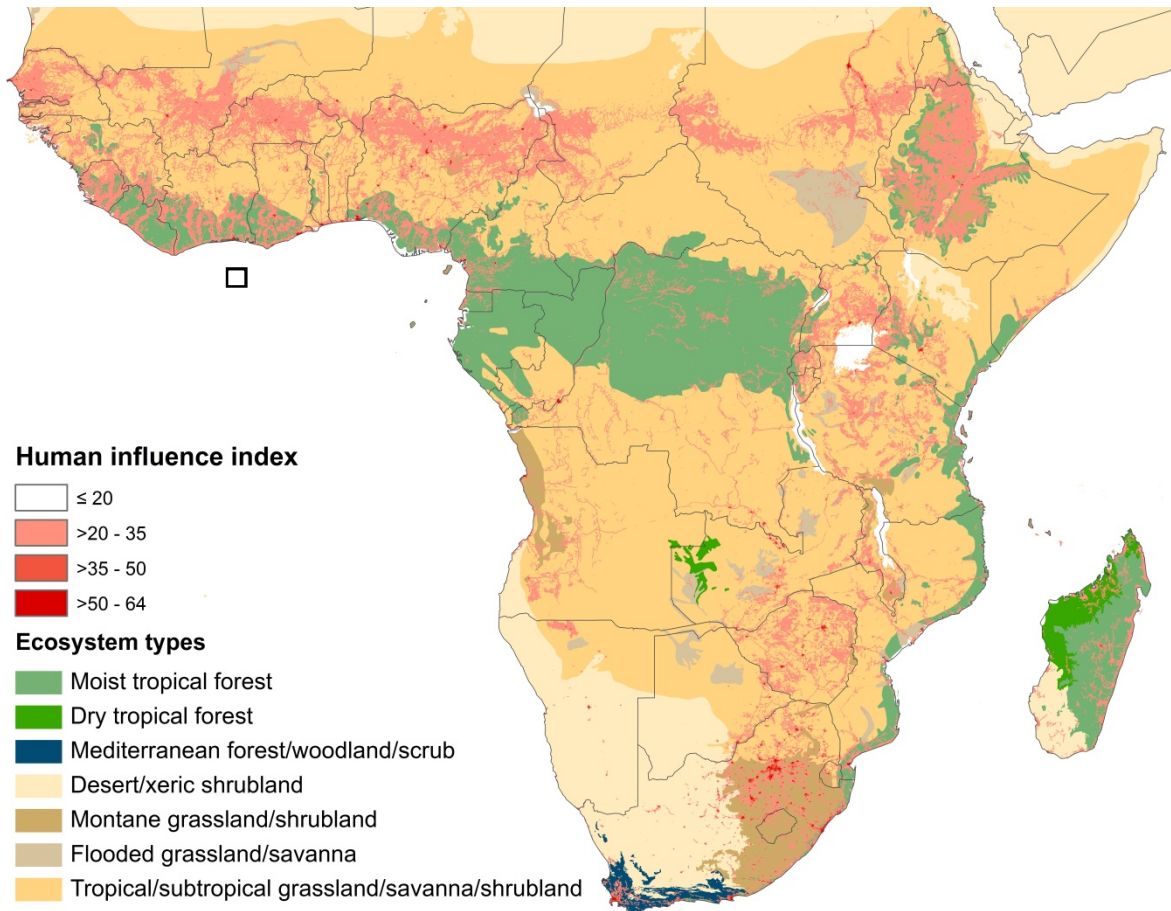 Human influence index
≤ 20
>20 - 35
>35 - 50
>50 - 64
Ecosystem types
Moist tropical forest
Dry tropical forest
Mediterranean forest/woodland/scrub
Desert/xeric shrubland
Montane grassland/shrubland
Flooded grassland/savanna
Tropical/subtropical grassland/savanna/shrubland